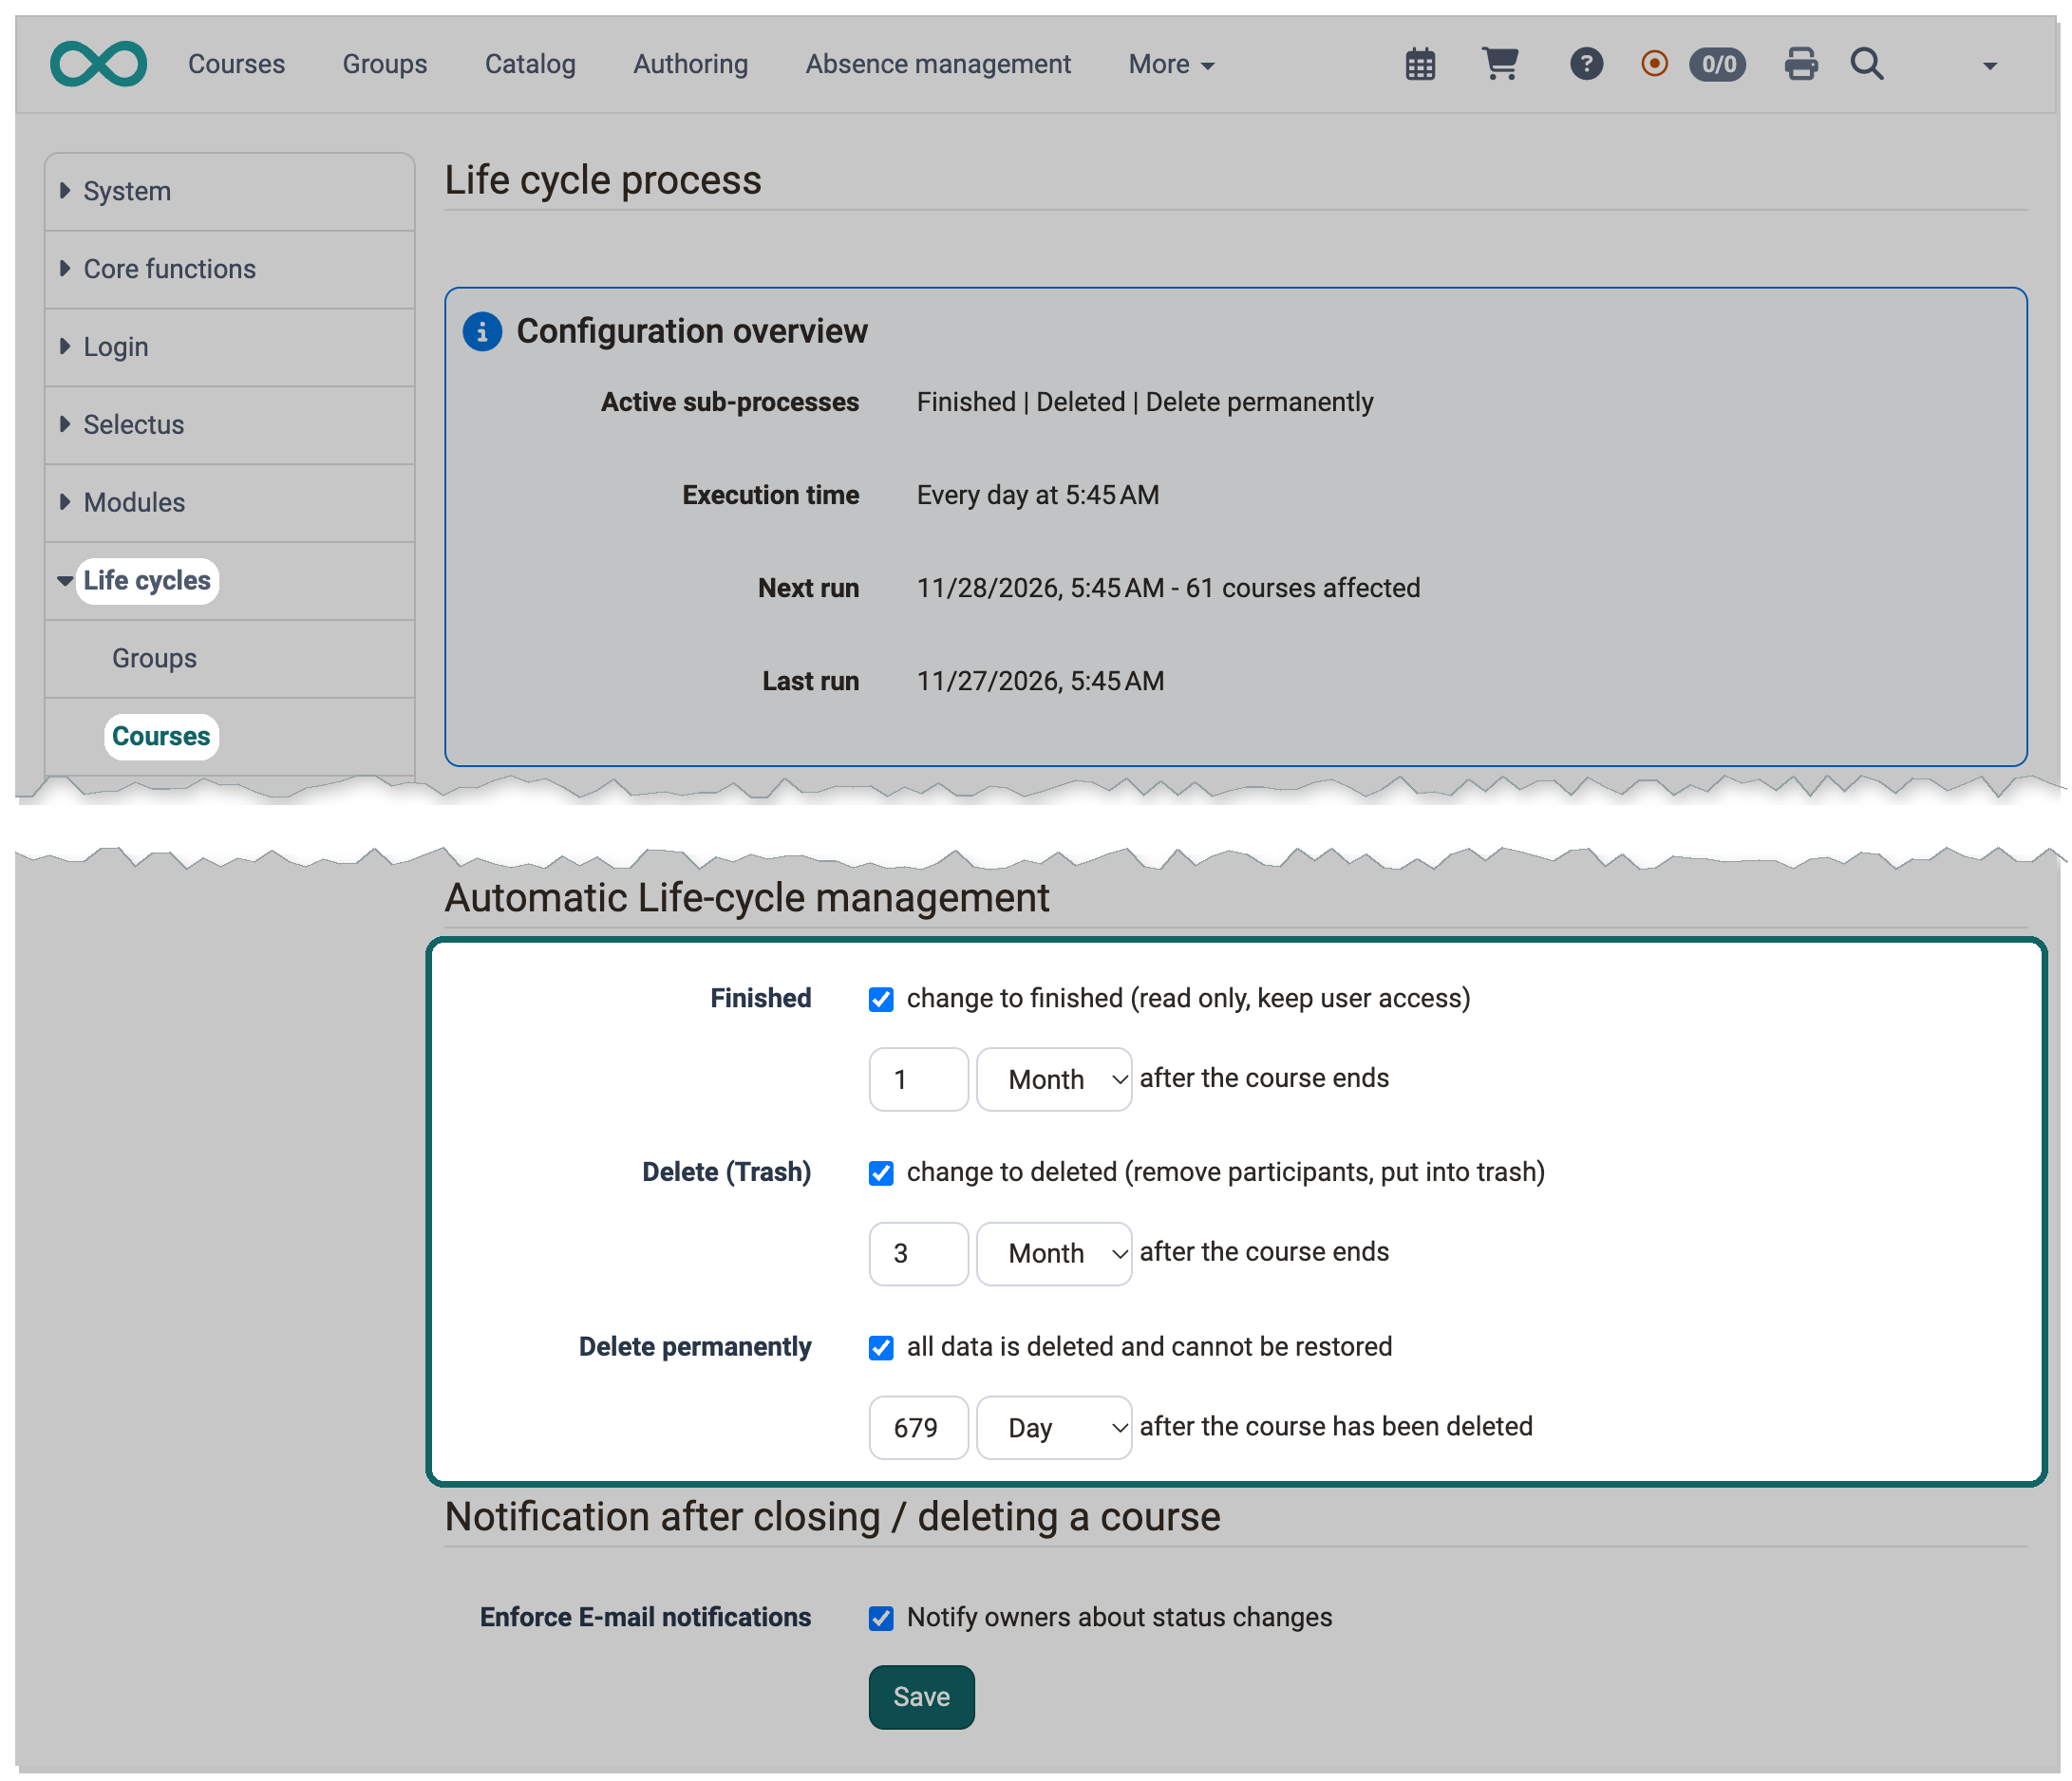 Courses Groups Catalog Authoring Absence management More ? 0/0
System
Core functions
Login
Selectus
Modules
Life cycles
Groups
Courses
Life cycle process
Configuration overview
Active sub-processes Finished | Deleted | Delete permanently
Execution time Every day at 5:45 AM
Next run 11/28/2026, 5:45 AM - 61 courses affected
Last run 11/27/2026, 5:45 AM
Automatic Life-cycle management
Finished change to finished (read only, keep user access)
1 Month after the course ends
Delete (Trash) change to deleted (remove participants, put into trash)
3 Month after the course ends
Delete permanently all data is deleted and cannot be restored
679 Day after the course has been deleted
Notification after closing / deleting a course
Enforce E-mail notifications Notify owners about status changes
Save